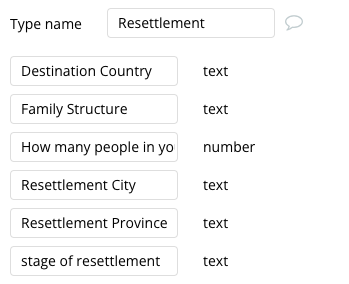 Type name Resettlement
Destination Country text
Family Structure text
How many people in yo number
Resettlement City text
Resettlement Province text
stage of resettlement text